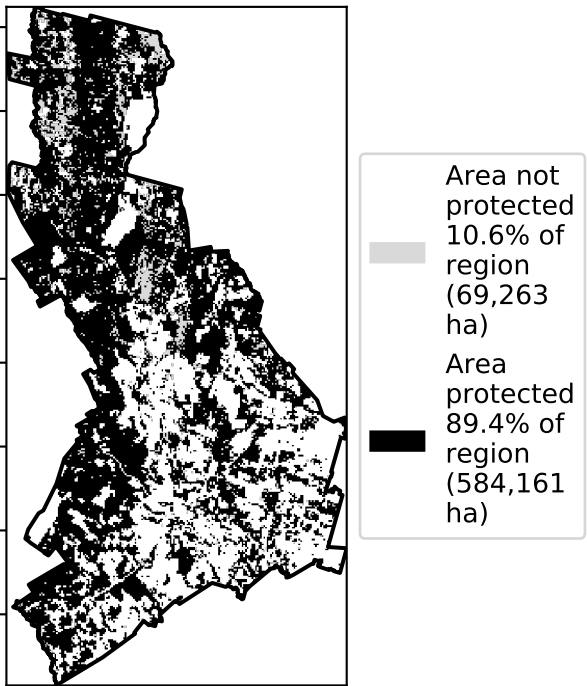 Area not
protected
10.6% of
region
(69,263
ha)
Area
protected
89.4% of
region
(584,161
ha)